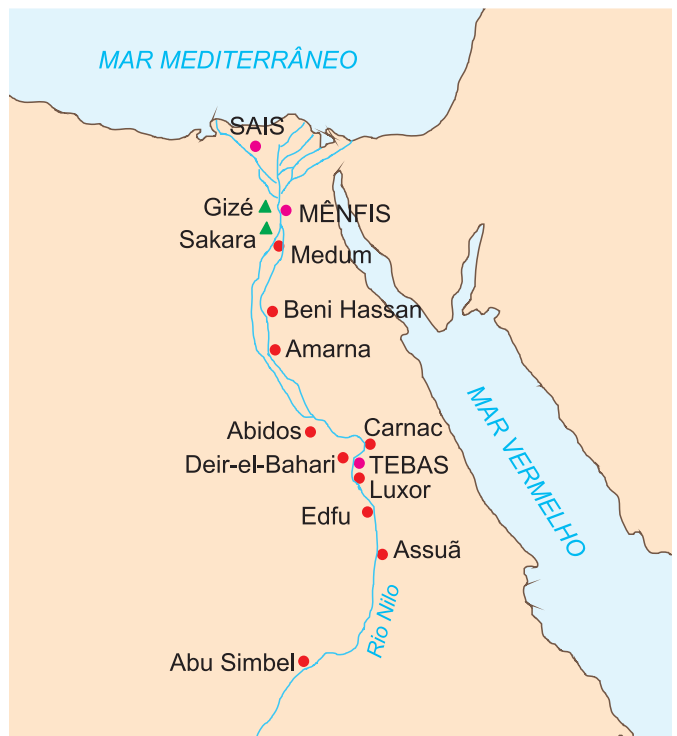 MAR MEDITERRÂNEO
SAIS
Gizé
MÊNFIS
Sakara
Medum
Beni Hassan
Amarna
Abidos
Carnac
Deir-el-Bahari
TEBAS
Luxor
Edfu
Assuã
MAR VERMELHO
Rio Nilo
Abu Simbel